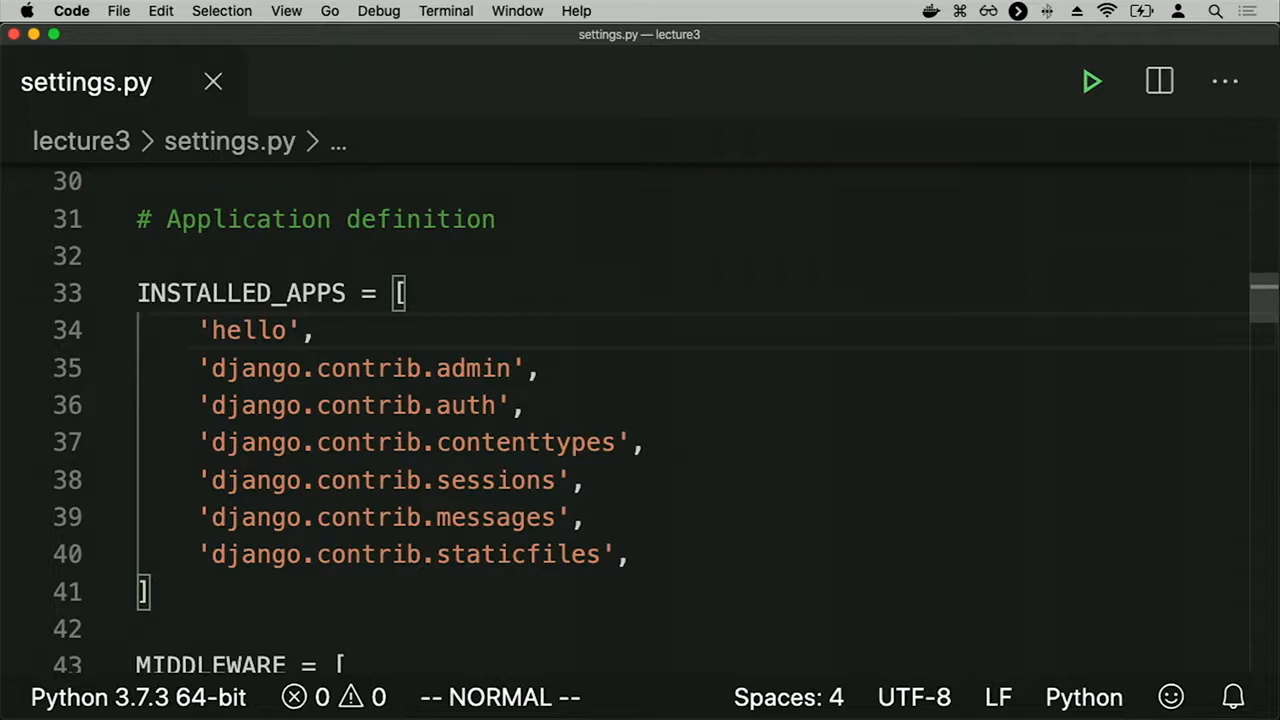 Code File Edit Selection View Go Debug Terminal Window Help
settings.py — lecture3
settings.py
lecture3 > settings.py > ...
30
31 # Application definition
32
33 INSTALLED_APPS = [
34 'hello',
35 'django.contrib.admin',
36 'django.contrib.auth',
37 'django.contrib.contenttypes',
38 'django.contrib.sessions',
39 'django.contrib.messages',
40 'django.contrib.staticfiles',
41 ]
42
43 MIDDLEWARE = [
Python 3.7.3 64-bit 0 0 -- NORMAL -- Spaces: 4 UTF-8 LF Python